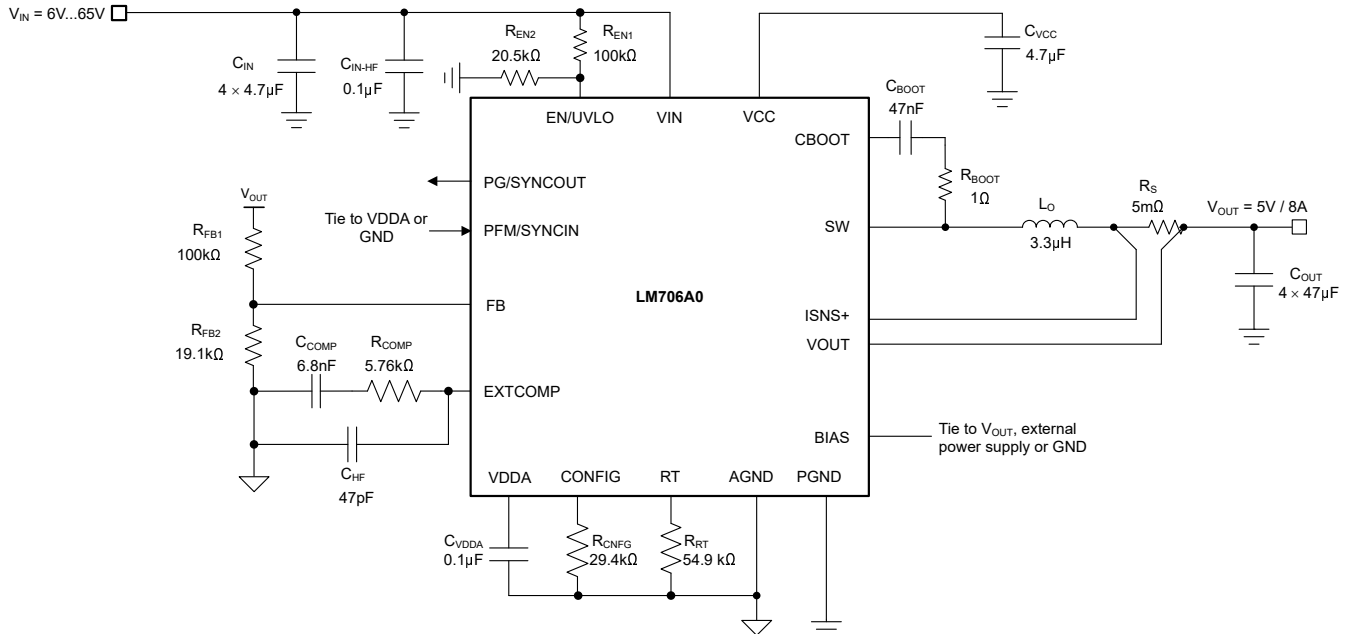 V_IN = 6V...65V
C_IN
4 × 4.7µF
C_IN-HF
0.1µF
R_EN2
20.5kΩ
R_EN1
100kΩ
C_VCC
4.7µF
C_BOOT
47nF
EN/UVLO
VIN
VCC
CBOOT
R_BOOT
1Ω
PG/SYNCOUT
V_OUT
Tie to VDDA or
GND
PFM/SYNCIN
SW
L_O
3.3µH
R_S
5mΩ
V_OUT = 5V / 8A
R_FB1
100kΩ
C_OUT
4 × 47µF
LM706A0
FB
ISNS+
VOUT
R_FB2
19.1kΩ
C_COMP
6.8nF
R_COMP
5.76kΩ
EXTCOMP
BIAS
Tie to V_OUT, external
power supply or GND
C_HF
47pF
VDDA
CONFIG
RT
AGND
PGND
C_VDDA
0.1µF
R_CNFG
29.4kΩ
R_RT
54.9 kΩ